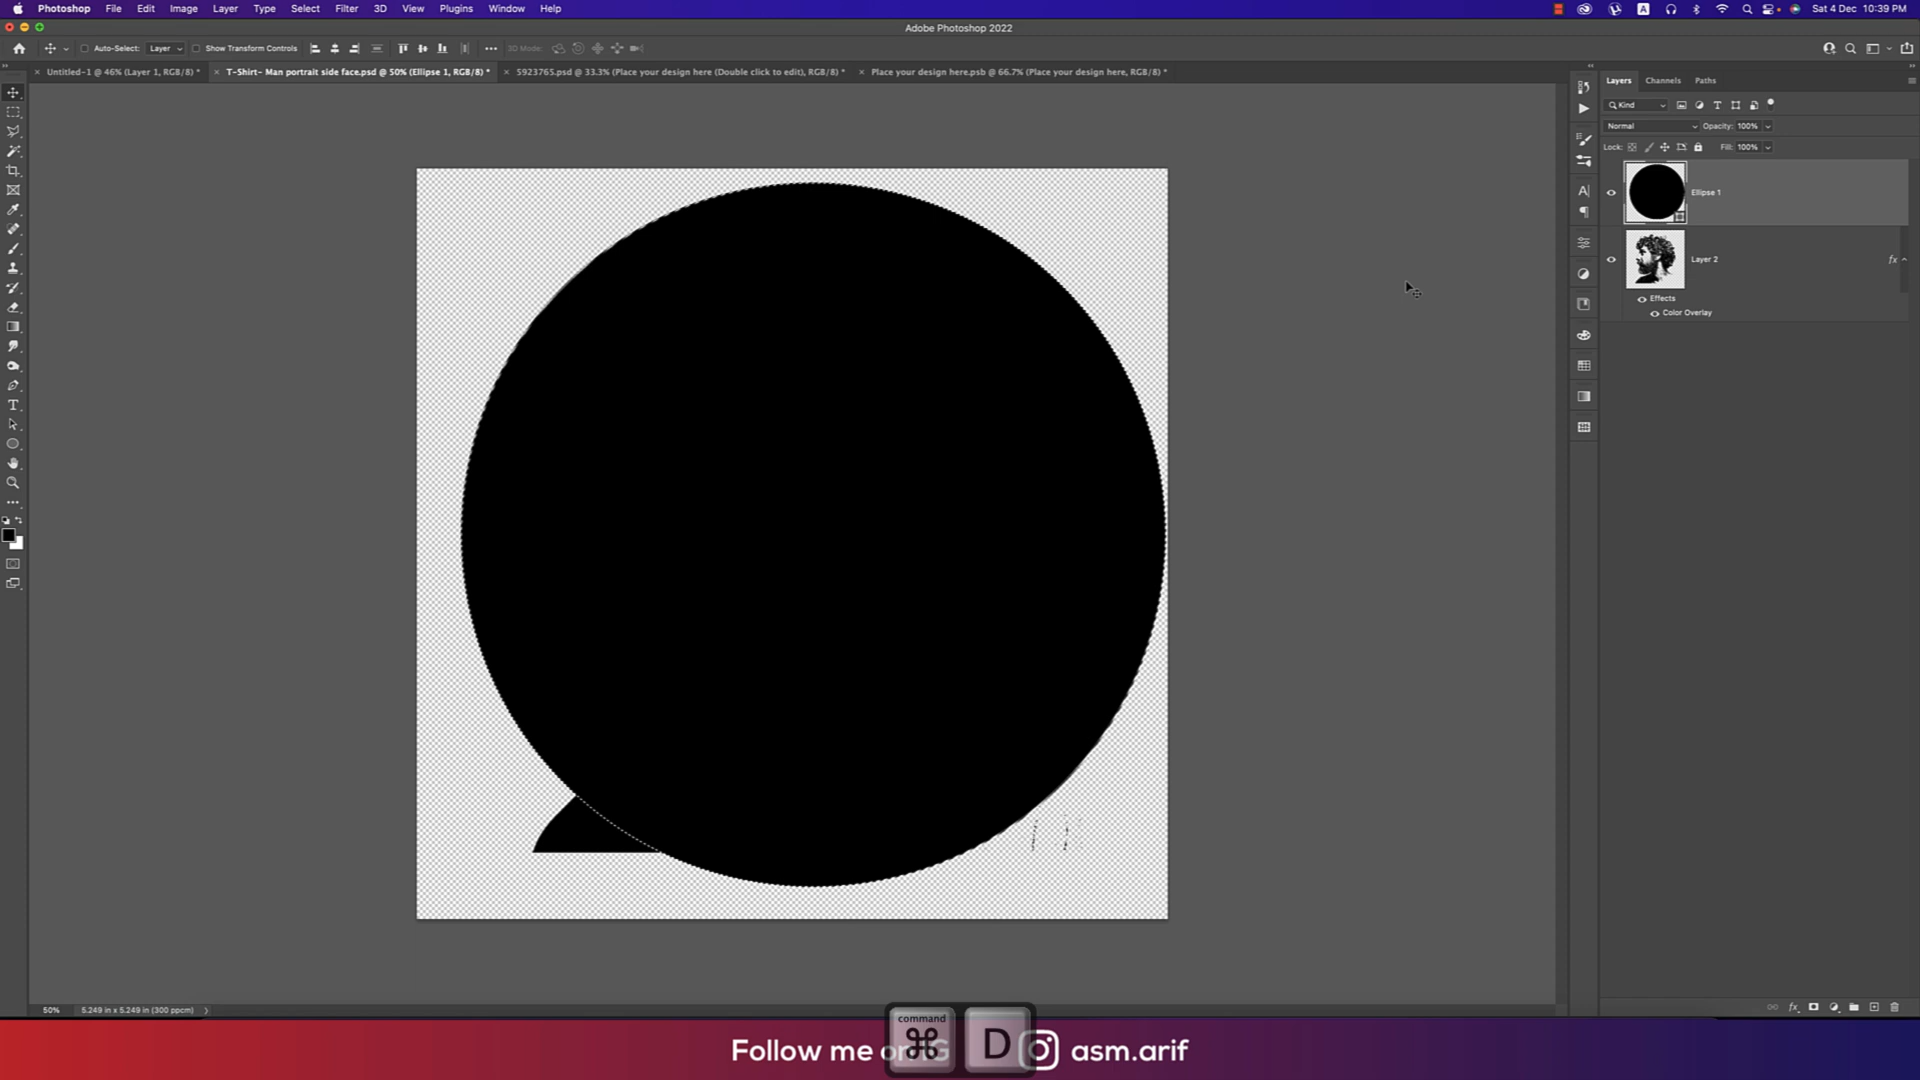 Photoshop File Edit Image Layer Type Select Filter 3D View Plugins Window Help
A Sat 4 Dec 10:39 PM
Adobe Photoshop 2022
Auto-Select: Layer Show Transform Controls 3D Mode:
Untitled-1 @ 46% (Layer 1, RGB/8) *
T-Shirt- Man portrait side face.psd @ 50% (Ellipse 1, RGB/8) *
5923765.psd @ 33.3% (Place your design here (Double click to edit), RGB/8) *
Place your design here.psb @ 66.7% (Place your design here, RGB/8) *
Layers Channels Paths
Kind
Normal Opacity: 100%
Lock: Fill: 100%
Ellipse 1
Layer 2 fx
Effects
Color Overlay
50% 5.249 in x 5.249 in (300 ppcm)
command
⌘ D
Follow me on IG asm.arif